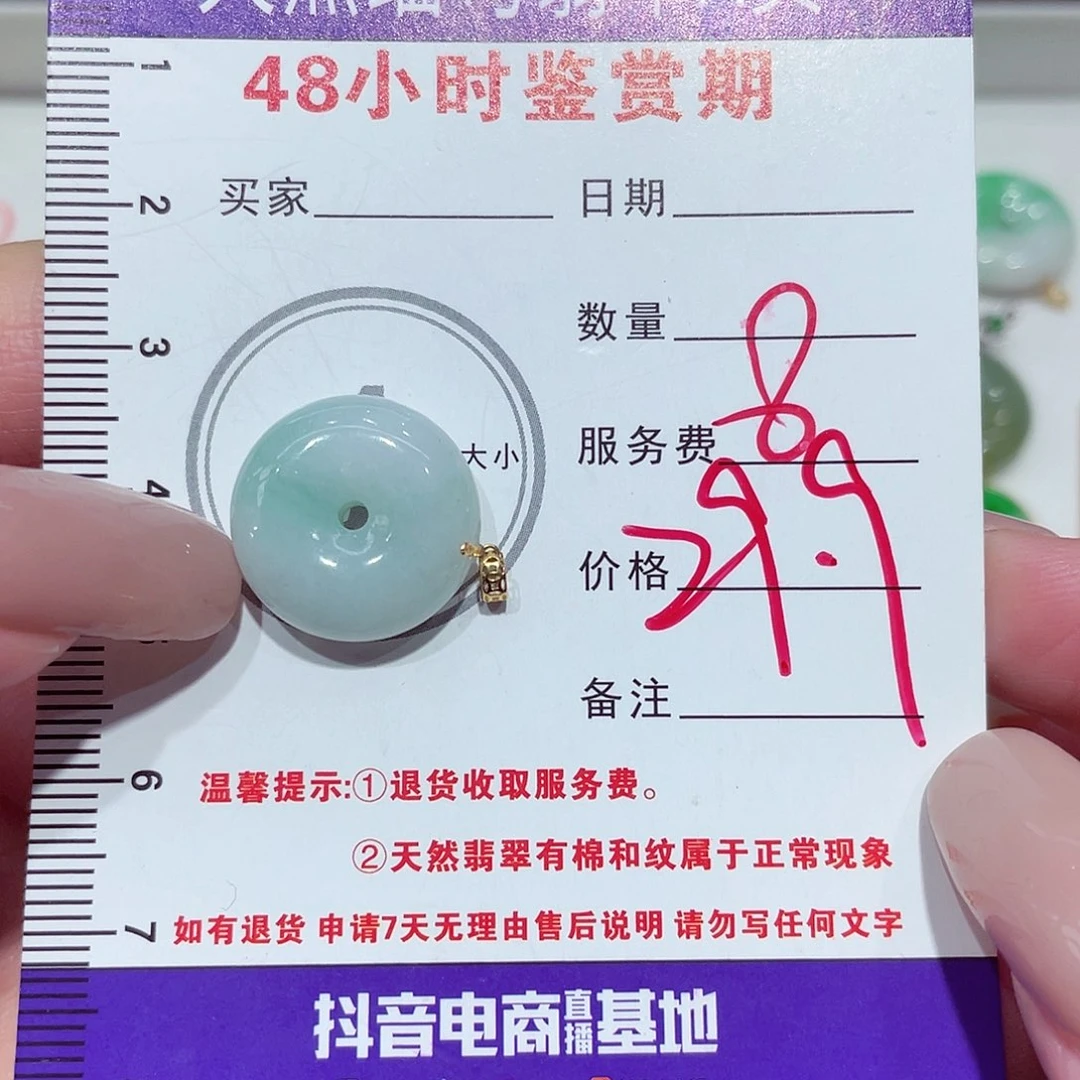 48小时鉴赏期
买家 日期
数量
大小
服务费
价格
备注
温馨提示:①退货收取服务费。
②天然翡翠有棉和纹属于正常现象
如有退货 申请7天无理由售后说明 请勿写任何文字
抖音电商直播基地
1
2
3
4
6
7